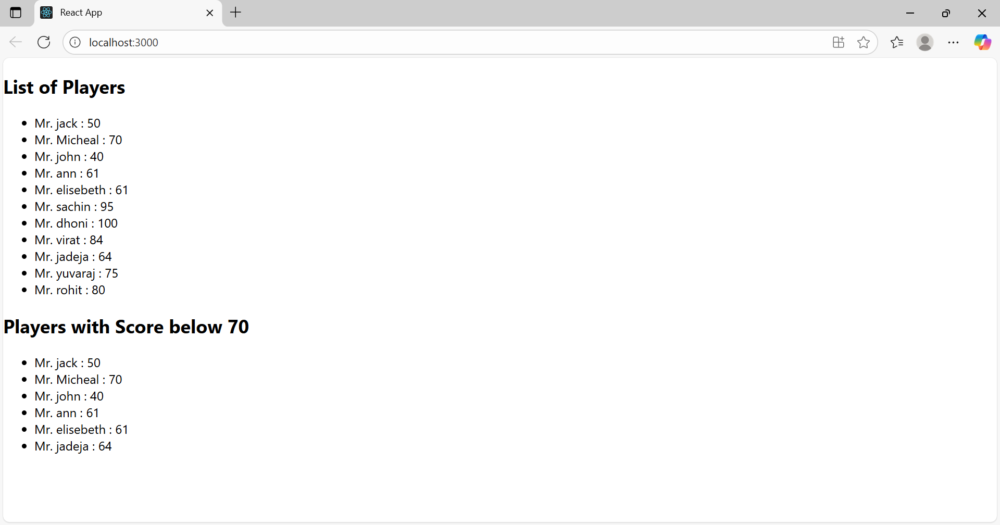 React App
localhost:3000
List of Players
Mr. jack : 50
Mr. Micheal : 70
Mr. john : 40
Mr. ann : 61
Mr. elisebeth : 61
Mr. sachin : 95
Mr. dhoni : 100
Mr. virat : 84
Mr. jadeja : 64
Mr. yuvaraj : 75
Mr. rohit : 80
Players with Score below 70
Mr. jack : 50
Mr. Micheal : 70
Mr. john : 40
Mr. ann : 61
Mr. elisebeth : 61
Mr. jadeja : 64